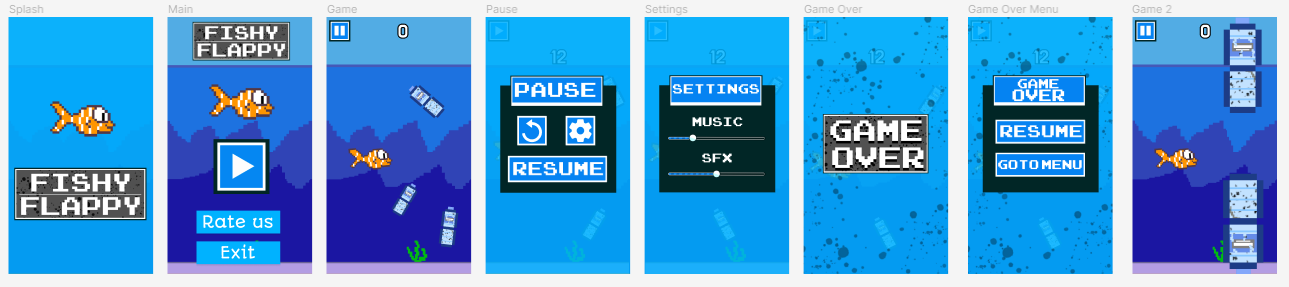 Splash
FISHY
FLAPPY
Main
FISHY
FLAPPY
Rate us
Exit
Game
0
Pause
12
PAUSE
RESUME
Settings
12
SETTINGS
MUSIC
SFX
Game Over
GAME
OVER
Game Over Menu
12
GAME
OVER
RESUME
GOTO MENU
Game 2
0